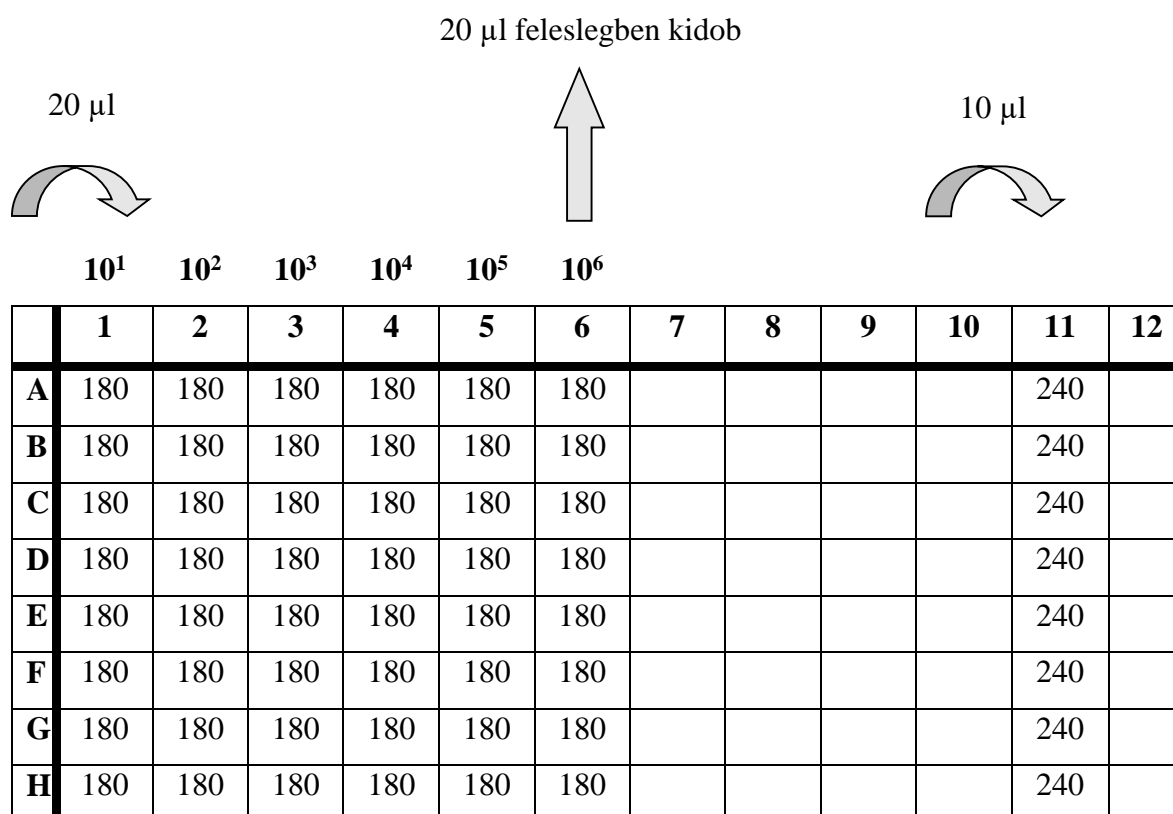 20 µl feleslegben kidob
20 µl 10 µl
10¹ 10² 10³ 10⁴ 10⁵ 10⁶
1 2 3 4 5 6 7 8 9 10 11 12
A 180 180 180 180 180 180 240
B 180 180 180 180 180 180 240
C 180 180 180 180 180 180 240
D 180 180 180 180 180 180 240
E 180 180 180 180 180 180 240
F 180 180 180 180 180 180 240
G 180 180 180 180 180 180 240
H 180 180 180 180 180 180 240